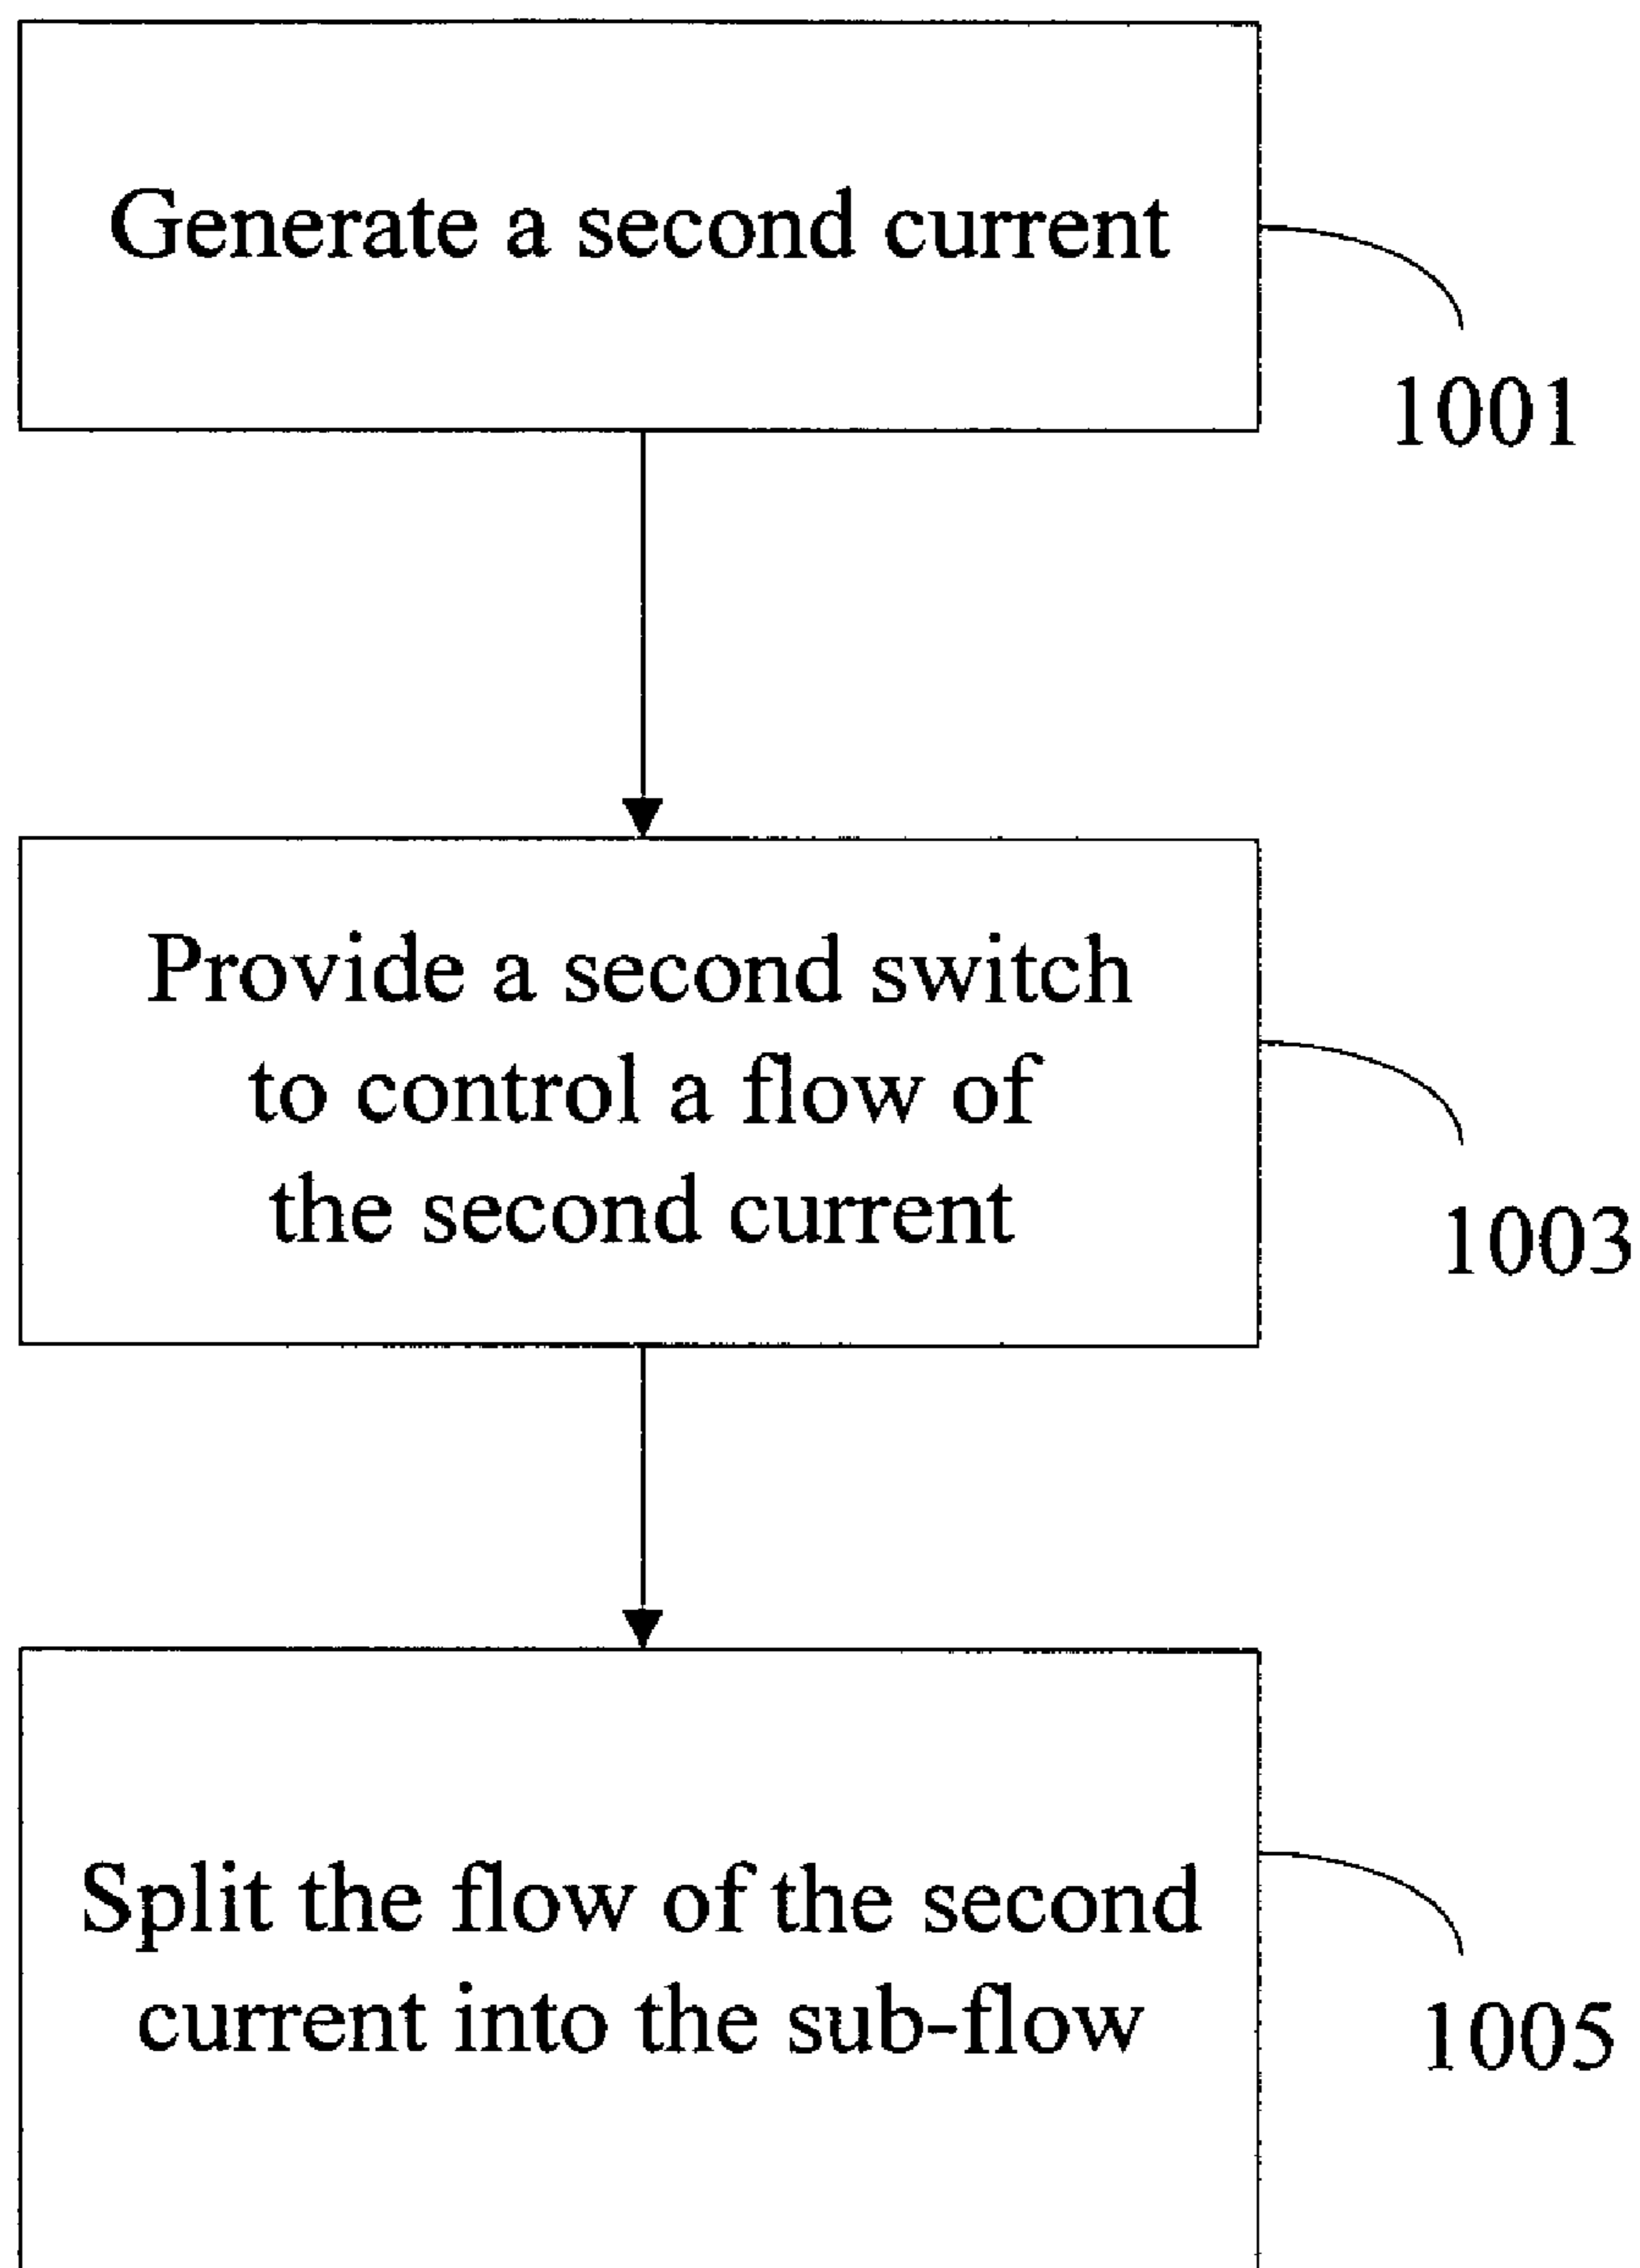 Generate a second current
1001
Provide a second switch
to control a flow of
the second current
1003
Split the flow of the second
current into the sub-flow
1005